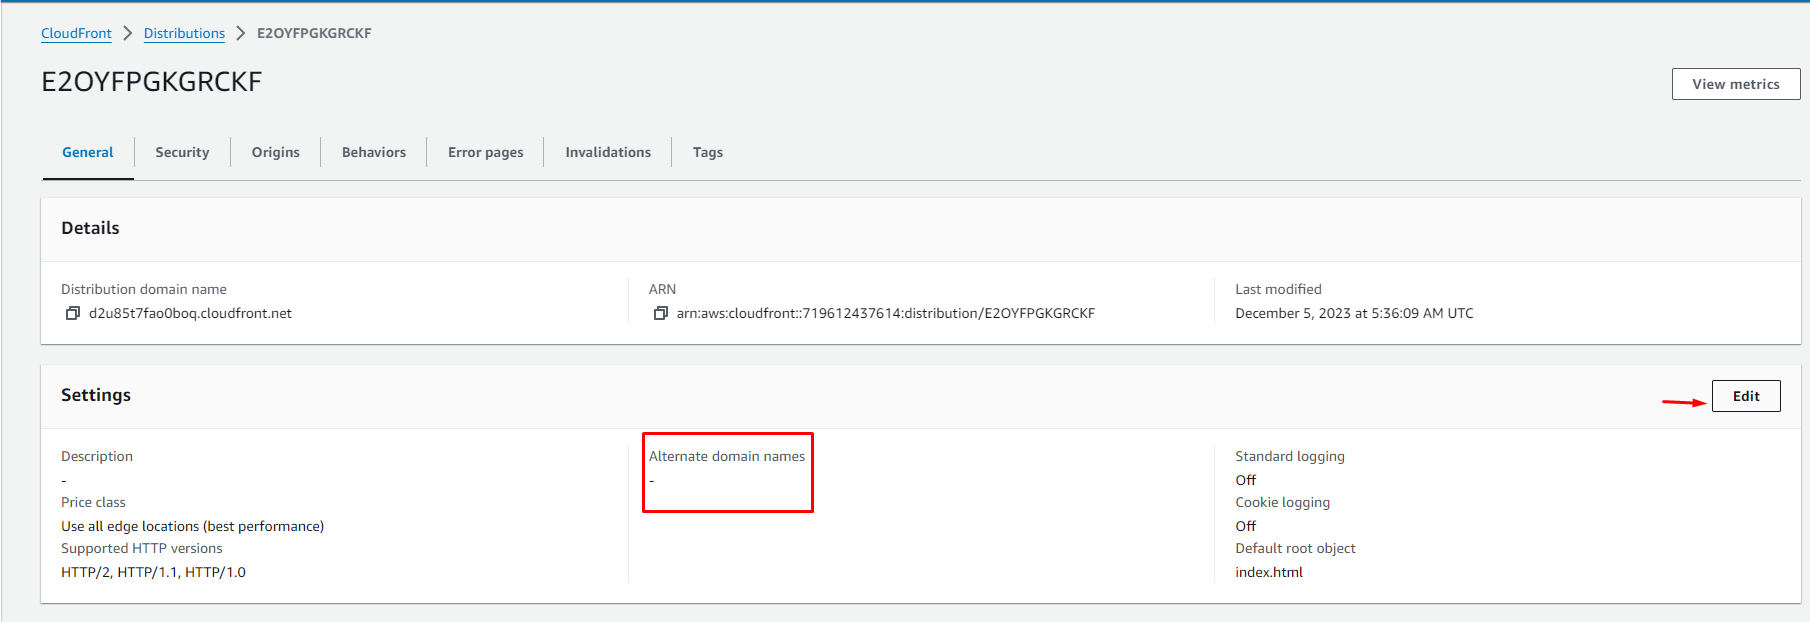 CloudFront > Distributions > E2OYFPGKGRCKF
E2OYFPGKGRCKF
View metrics
General Security Origins Behaviors Error pages Invalidations Tags
Details
Distribution domain name
d2u85t7fao0boq.cloudfront.net
ARN
arn:aws:cloudfront::719612437614:distribution/E2OYFPGKGRCKF
Last modified
December 5, 2023 at 5:36:09 AM UTC
Settings
Edit
Description
-
Price class
Use all edge locations (best performance)
Supported HTTP versions
HTTP/2, HTTP/1.1, HTTP/1.0
Alternate domain names
-
Standard logging
Off
Cookie logging
Off
Default root object
index.html